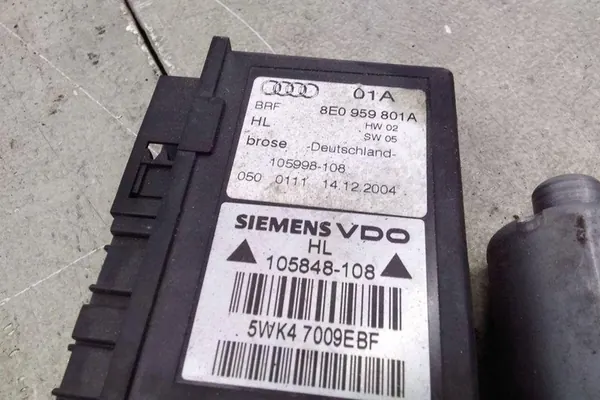 01A
BRF 8E0 959 801A
HL HW 02
SW 05
brose -Deutschland-
105998-108
050 0111 14.12.2004
SIEMENS VDO
HL
105848-108
5WK4 7009EBF